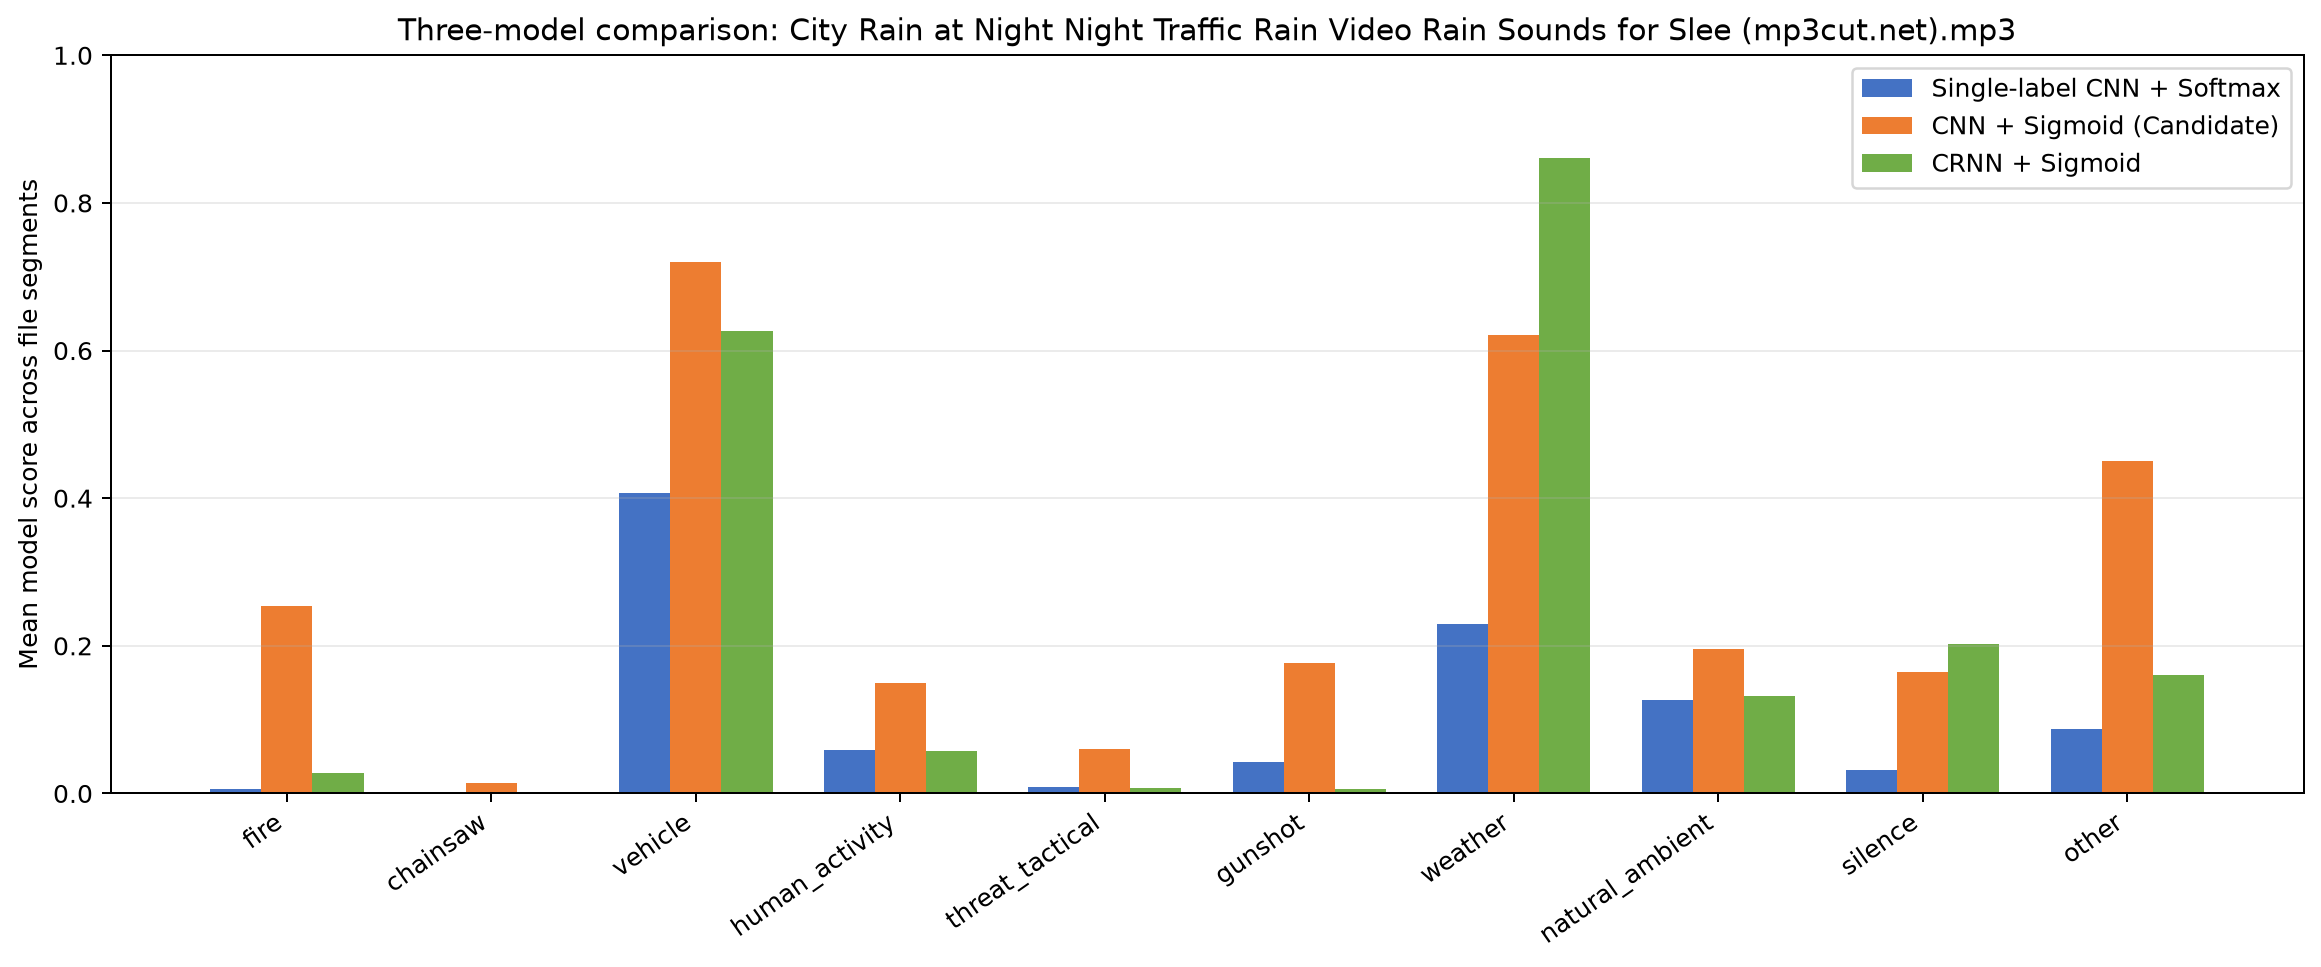 Three-model comparison: City Rain at Night Night Traffic Rain Video Rain Sounds for Slee (mp3cut.net).mp3
Single-label CNN + Softmax
CNN + Sigmoid (Candidate)
CRNN + Sigmoid
Mean model score across file segments
1.0
0.8
0.6
0.4
0.2
0.0
fire
chainsaw
vehicle
human_activity
threat_tactical
gunshot
weather
natural_ambient
silence
other